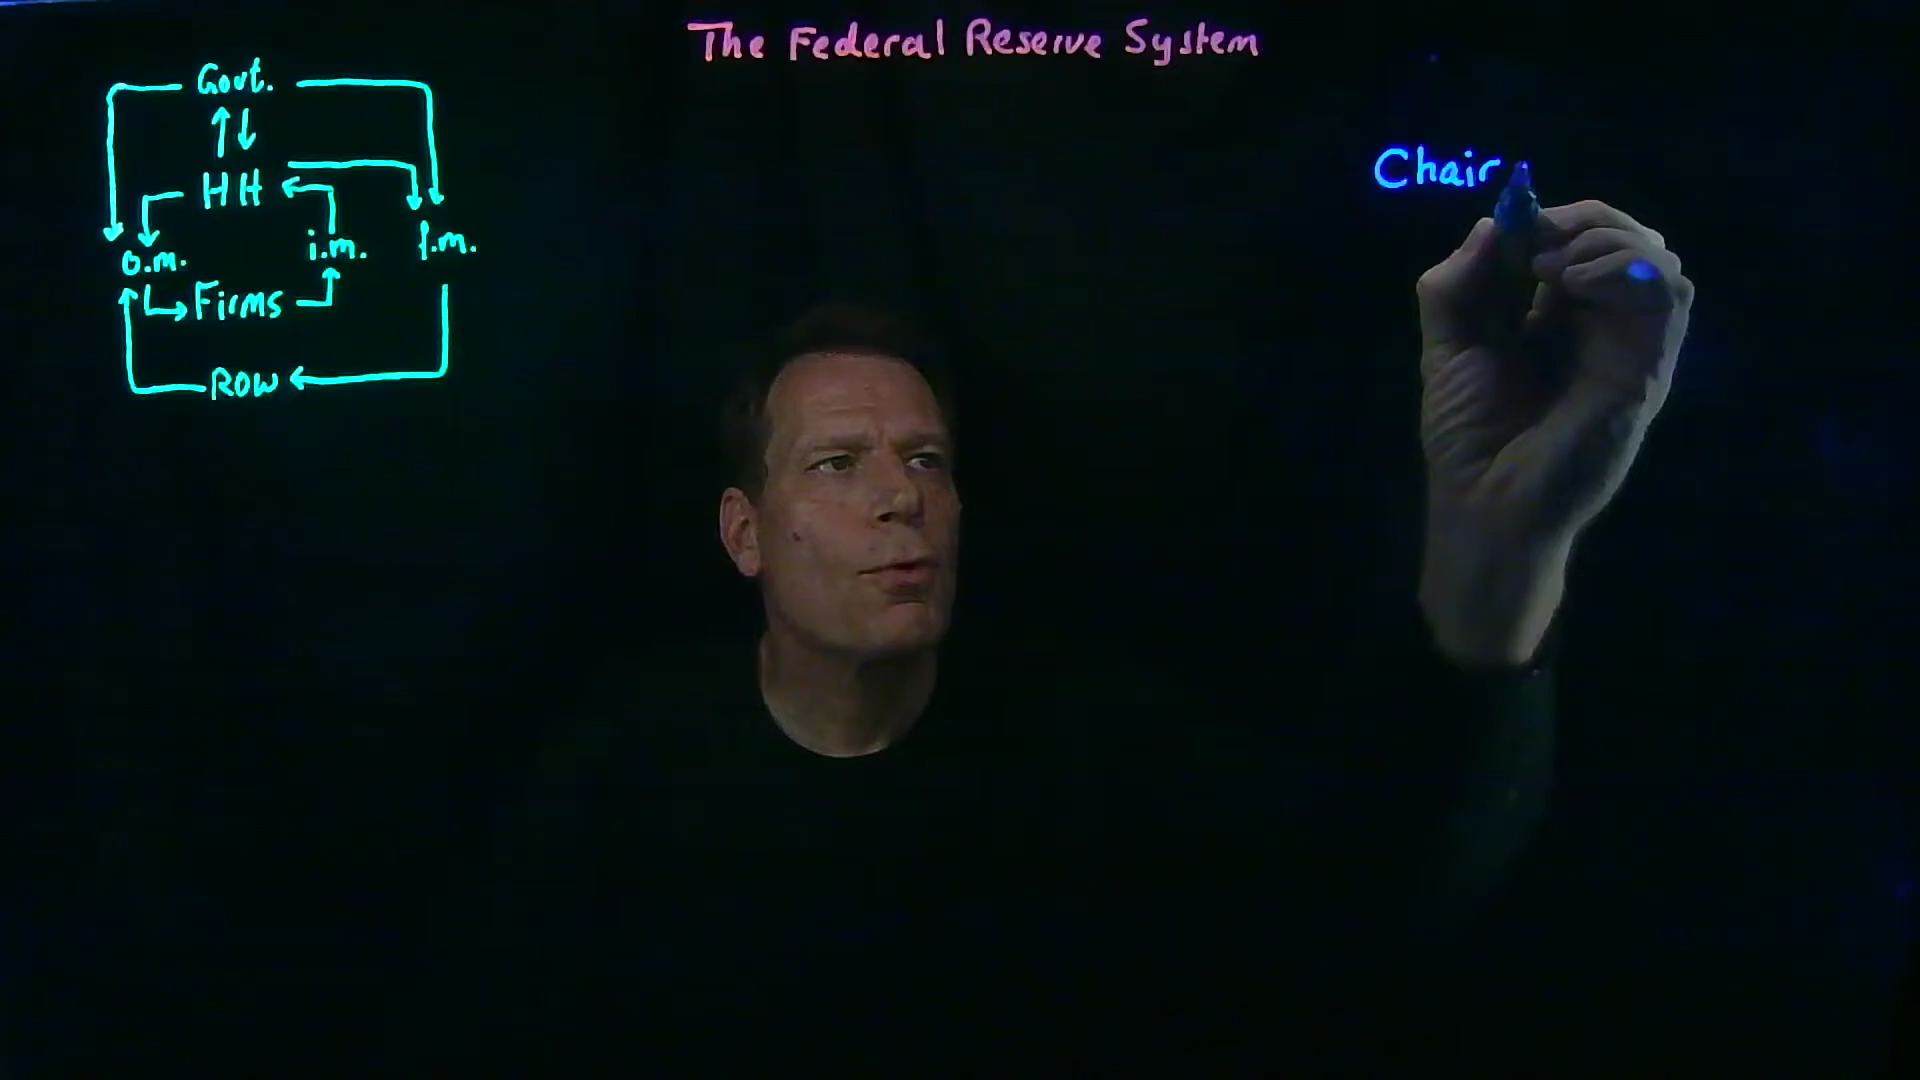 The Federal Reserve System
Govt.
HH
o.m.
i.m.
f.m.
Firms
ROW
Chair